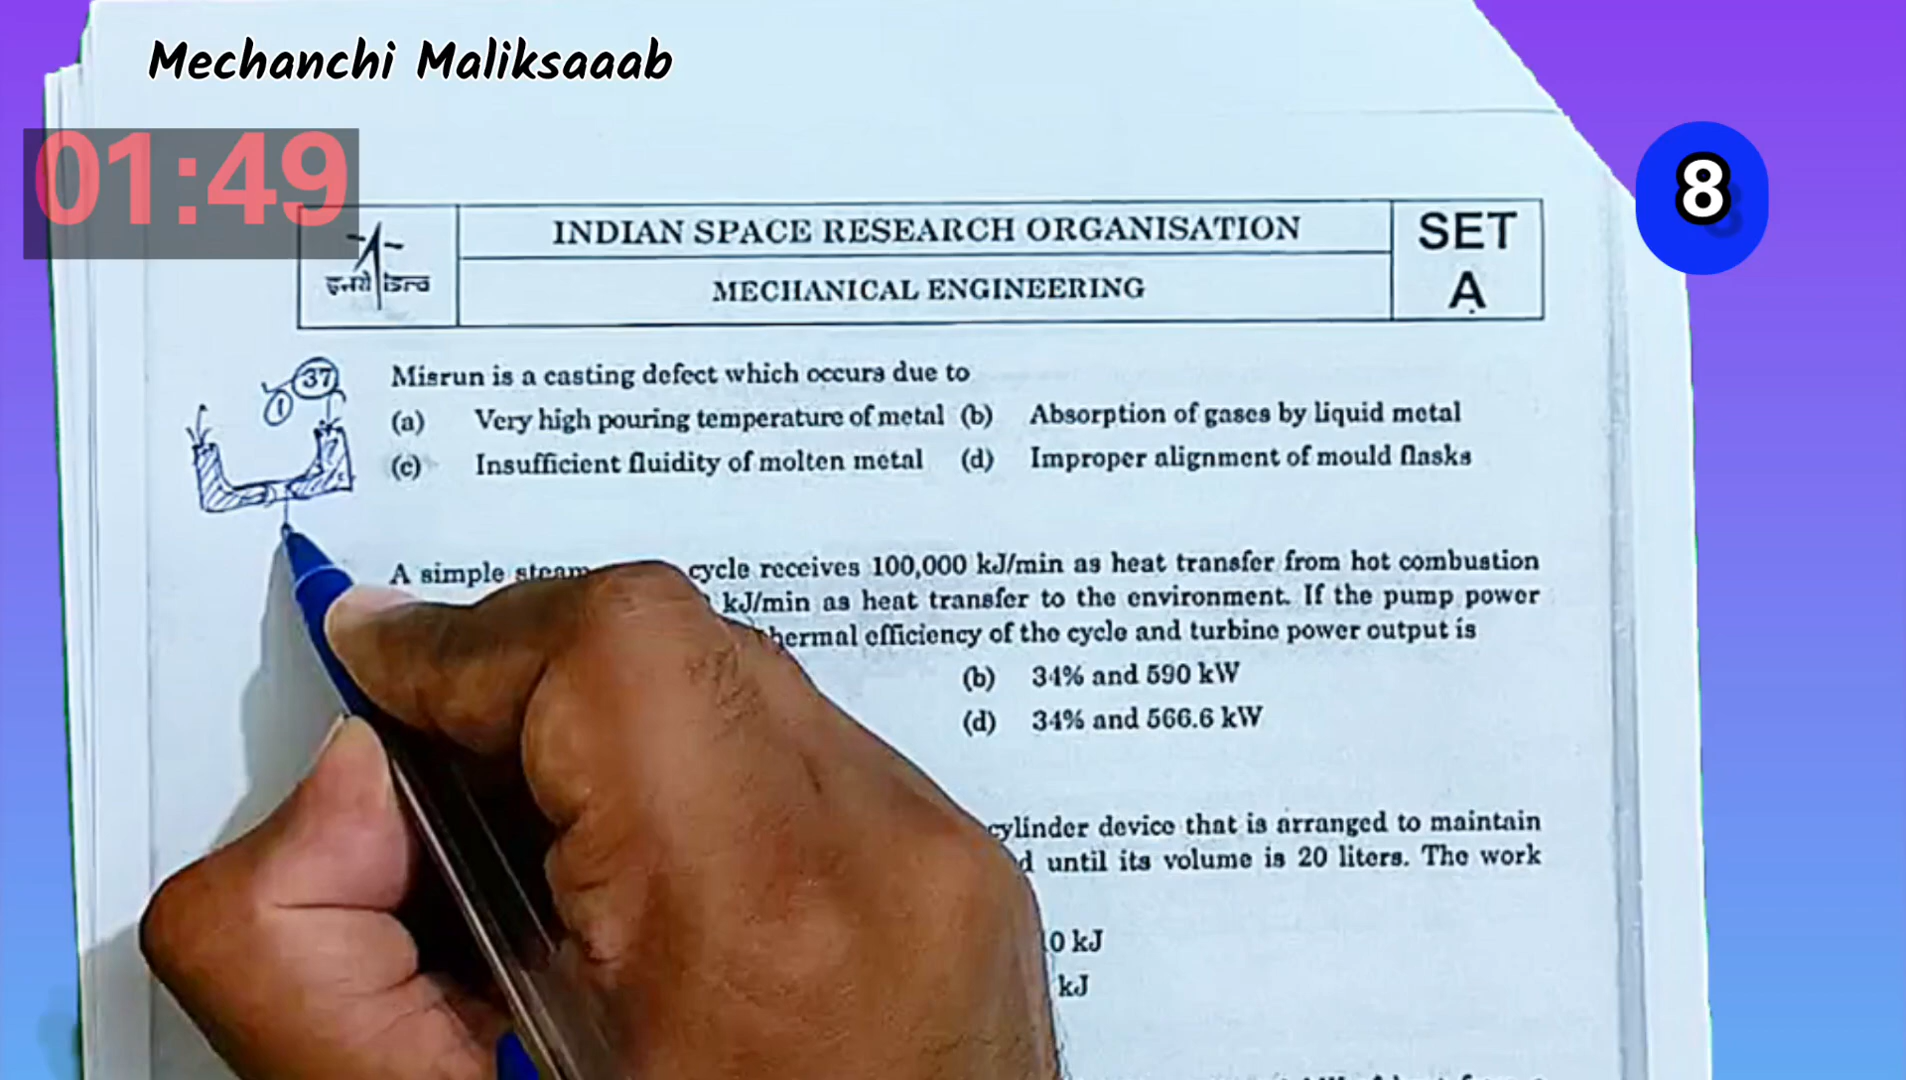 Mechanchi Maliksaaab
01:49
8
INDIAN SPACE RESEARCH ORGANISATION
MECHANICAL ENGINEERING
SET
A
इसरो isro
37
1
Misrun is a casting defect which occurs due to
(a) Very high pouring temperature of metal (b) Absorption of gases by liquid metal
(c) Insufficient fluidity of molten metal (d) Improper alignment of mould flasks
A simple steam cycle receives 100,000 kJ/min as heat transfer from hot combustion
kJ/min as heat transfer to the environment. If the pump power
thermal efficiency of the cycle and turbine power output is
(b) 34% and 590 kW
(d) 34% and 566.6 kW
cylinder device that is arranged to maintain
until its volume is 20 liters. The work
0 kJ
kJ